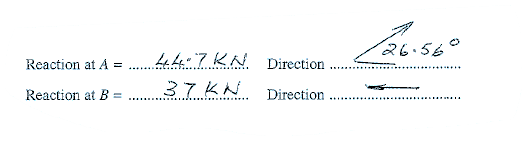 26.56°
Reaction at A = ......44.7 KN. Direction ..............................
Reaction at B = ..........37 KN.. Direction ..............................